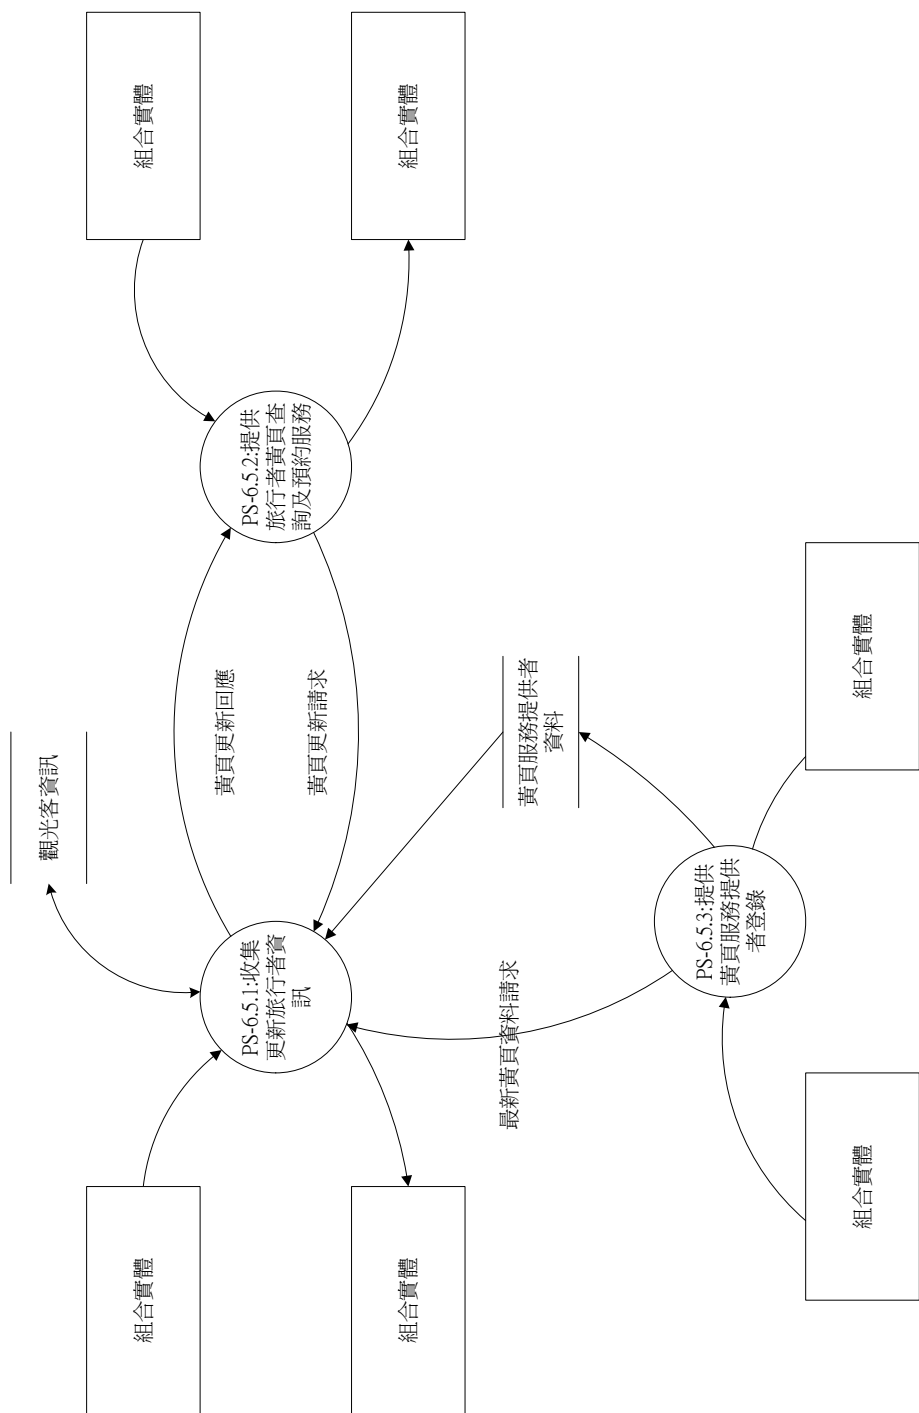 觀光客資訊
組合實體
組合實體
PS-6.5.1:收集
更新旅行者資
訊
黃頁更新回應
黃頁更新請求
PS-6.5.2:提供
旅行者黃頁查
詢及預約服務
組合實體
組合實體
最新黃頁資料請求
黃頁服務提供者
資料
組合實體
PS-6.5.3:提供
黃頁服務提供
者登錄
組合實體